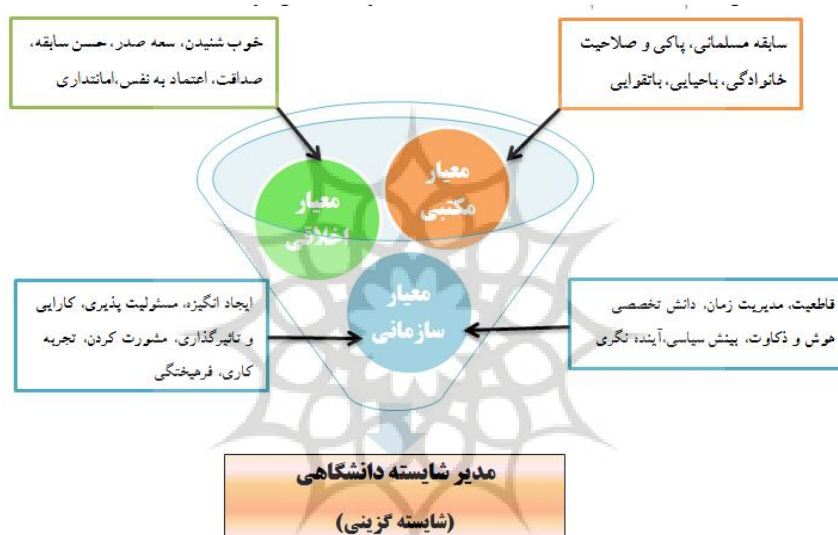 سابقه مسلمانی، پاکی و صلاحیت
خانوادگی، باحیایی، باتقوایی
خوب شنیدن، سعه صدر، حسن سابقه،
صداقت، اعتماد به نفس،امانتداری
معیار
مکتبی
معیار
اخلاقی
معیار
سازمانی
قاطعیت، مدیریت زمان، دانش تخصصی
هوش و ذکاوت، بینش سیاسی،آینده نگری
ایجاد انگیزه، مسئولیت پذیری، کارایی
و تاثیرگذاری، مشورت کردن، تجربه
کاری، فرهیختگی
مدیر شایسته دانشگاهی
(شایسته گزینی)